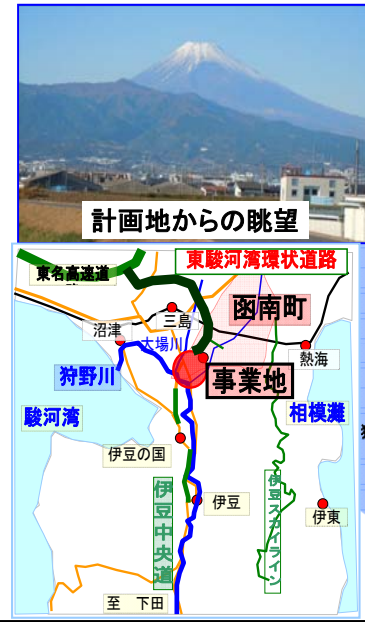 計画地からの眺望
東駿河湾環状道路
東名高速道
函南町
三島
沼津
大場川
熱海
狩野川
事業地
駿河湾
相模灘
伊豆の国
伊豆中央道
伊豆
伊豆スカイライン
伊東
至 下田